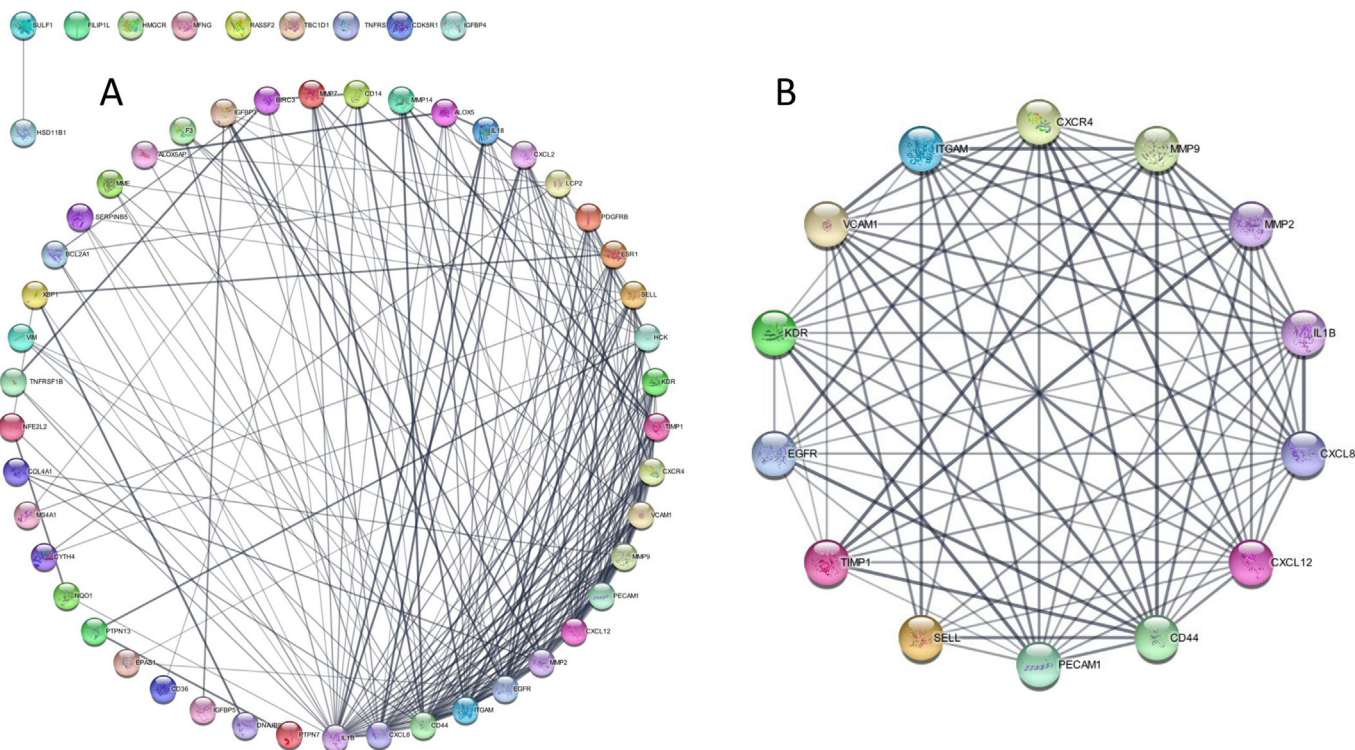 SULF1 FILIP1L HMGCR MFNG RASSF2 TBC1D1 TNFRS CDK5R1 IGFBP4
HSD11B1
A
BIRC3
MMP7
CD14
MMP14
ALOX5
IL18
CXCL2
LCP2
PDGFRB
ESR1
SELL
HCK
KDR
TIMP1
CXCR4
VCAM1
MMP9
PECAM1
CXCL12
MMP2
EGFR
ITGAM
CD44
CXCL8
IL1B
PTPN7
DNAJB9
IGFBP5
CD36
EPAS1
PTPN13
NQO1
CYTH4
MS4A1
COL4A1
NFE2L2
TNFRSF1B
VIM
XBP1
BCL2A1
SERPINB5
MME
ALOX5AP
F3
B
CXCR4
MMP9
MMP2
IL1B
CXCL8
CXCL12
CD44
PECAM1
SELL
TIMP1
EGFR
KDR
VCAM1
ITGAM